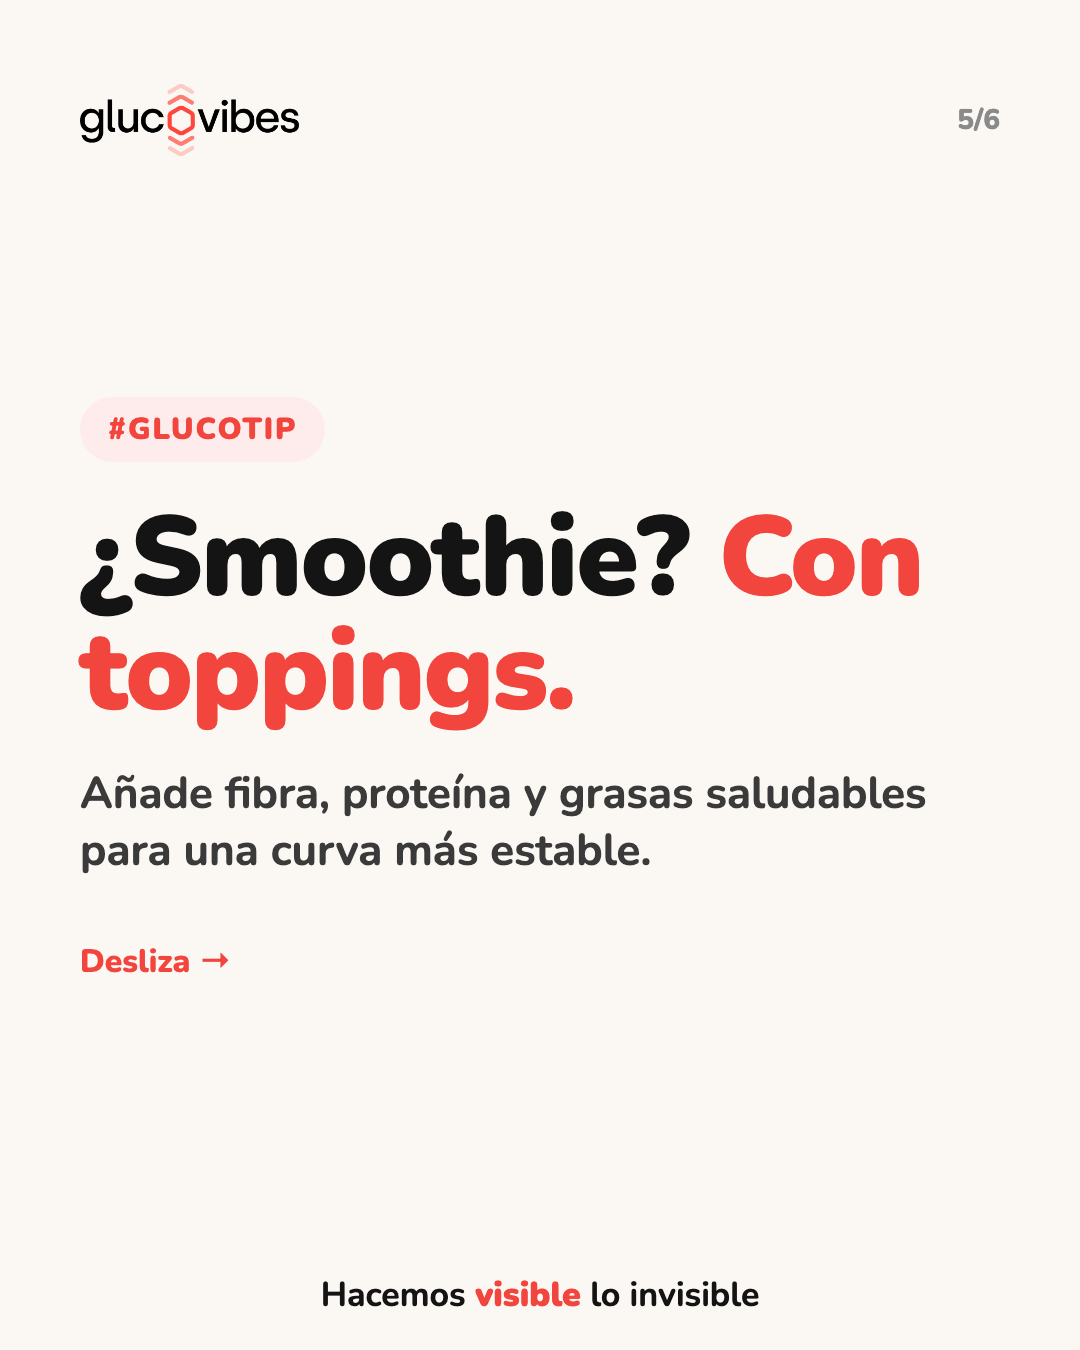 glucovibes
5/6
#GLUCOTIP
¿Smoothie? Con
toppings.
Añade fibra, proteína y grasas saludables
para una curva más estable.
Desliza →
Hacemos visible lo invisible